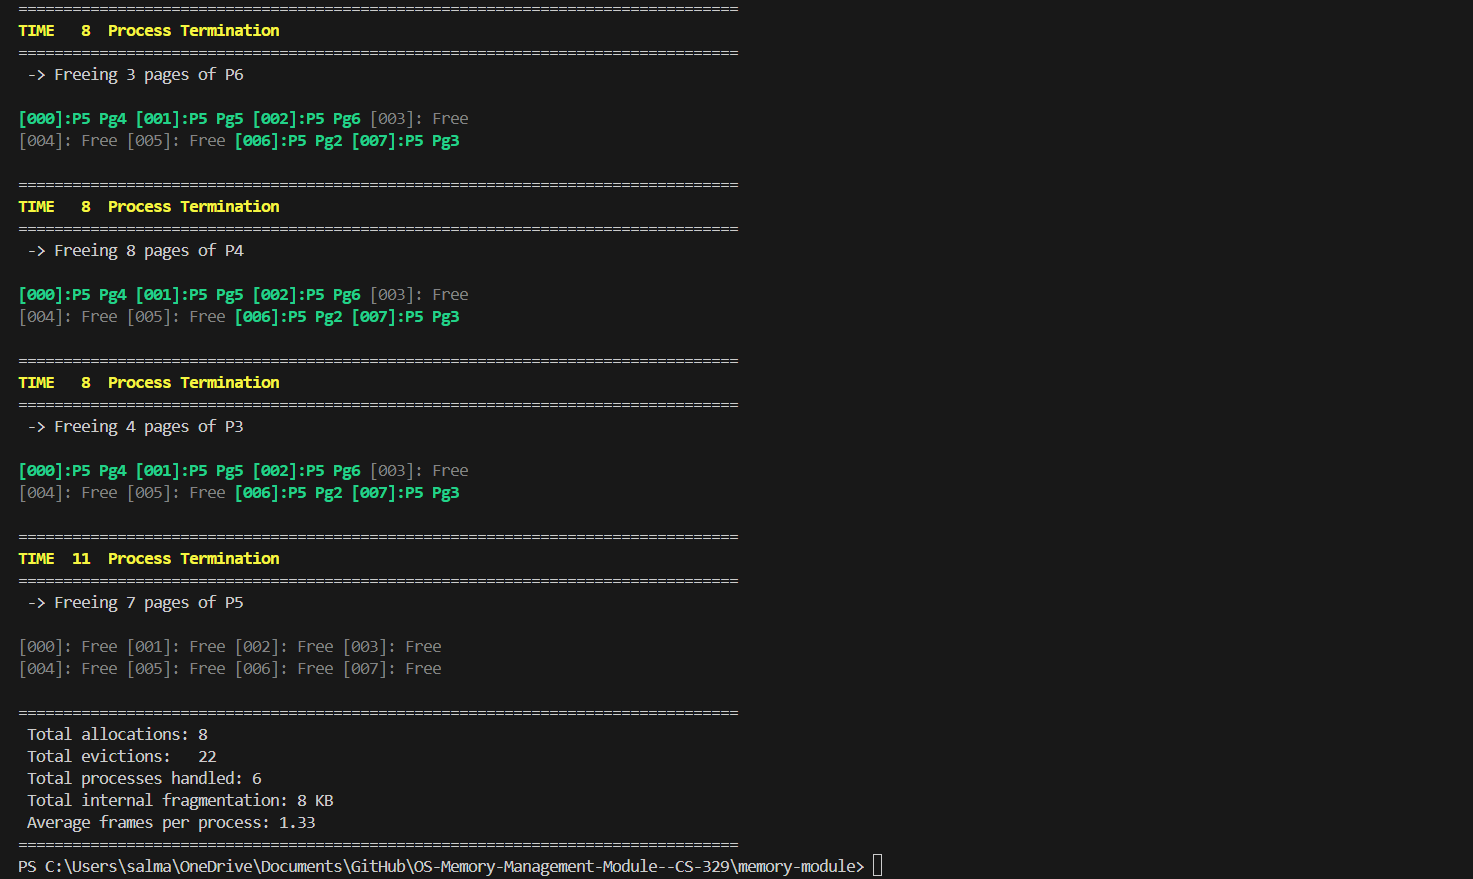 ================================================================================
TIME   8  Process Termination
================================================================================
 -> Freeing 3 pages of P6
[000]:P5 Pg4 [001]:P5 Pg5 [002]:P5 Pg6 [003]: Free
[004]: Free [005]: Free [006]:P5 Pg2 [007]:P5 Pg3
================================================================================
TIME   8  Process Termination
================================================================================
 -> Freeing 8 pages of P4
[000]:P5 Pg4 [001]:P5 Pg5 [002]:P5 Pg6 [003]: Free
[004]: Free [005]: Free [006]:P5 Pg2 [007]:P5 Pg3
================================================================================
TIME   8  Process Termination
================================================================================
 -> Freeing 4 pages of P3
[000]:P5 Pg4 [001]:P5 Pg5 [002]:P5 Pg6 [003]: Free
[004]: Free [005]: Free [006]:P5 Pg2 [007]:P5 Pg3
================================================================================
TIME  11  Process Termination
================================================================================
 -> Freeing 7 pages of P5
[000]: Free [001]: Free [002]: Free [003]: Free
[004]: Free [005]: Free [006]: Free [007]: Free
================================================================================
 Total allocations: 8
 Total evictions:   22
 Total processes handled: 6
 Total internal fragmentation: 8 KB
 Average frames per process: 1.33
================================================================================
PS C:\Users\salma\OneDrive\Documents\GitHub\OS-Memory-Management-Module--CS-329\memory-module>